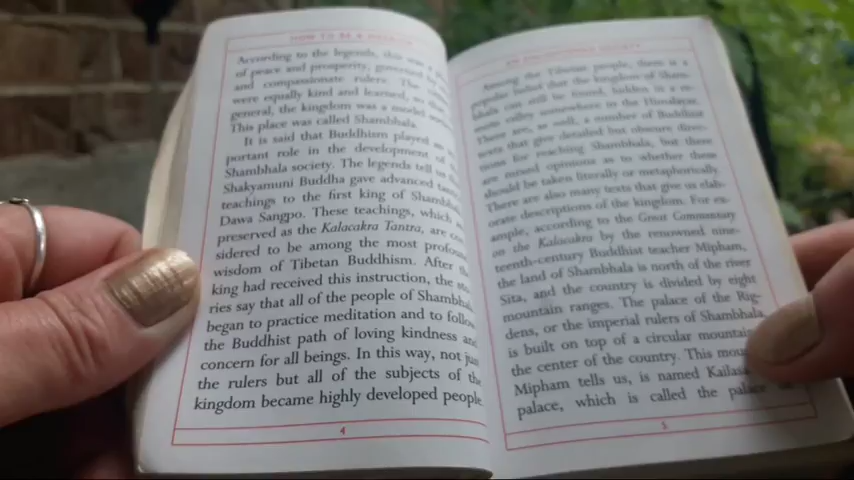 HOW TO BE A
According to the legends, this was a
of peace and prosperity, governed by
and compassionate rulers. The
were equally kind and learned, so
general, the kingdom was a model
This place was called Shambhala.
It is said that Buddhism played
portant role in the development of
Shambhala society. The legends tell
Shakyamuni Buddha gave advanced
teachings to the first king of
Dawa Sangpo. These teachings, which
preserved as the Kalacakra Tantra, are
sidered to be among the most
wisdom of Tibetan Buddhism. After
king had received this instruction, the
ries say that all of the people of
began to practice meditation and to
the Buddhist path of loving kindness
concern for all beings. In this way, not
the rulers but all of the subjects of the
kingdom became highly developed people.
4
AN ENLIGHTENED SOCIETY
Among the Tibetan people, there is a
popular belief that the kingdom of Sham-
bhala can still be found, hidden in a re-
mote valley somewhere in the Himalayas.
There are, as well, a number of Buddhist
texts that give detailed but obscure direc-
tions for reaching Shambhala, but there
are mixed opinions as to whether these
should be taken literally or metaphorically.
There are also many texts that give us elab-
orate descriptions of the kingdom. For ex-
ample, according to the Great Commentary
on the Kalacakra by the renowned nine-
teenth-century Buddhist teacher Mipham,
the land of Shambhala is north of the river
Sita, and the country is divided by eight
mountain ranges. The palace of the Rig-
dens, or the imperial rulers of Shambhala,
is built on top of a circular mountain
the center of the country. This
Mipham tells us, is named
palace, which is called the palace
5